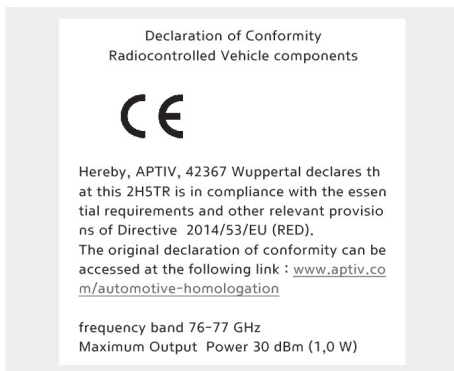 Declaration of Conformity
Radiocontrolled Vehicle components
CE
Hereby, APTIV, 42367 Wuppertal declares th
at this 2H5TR is in compliance with the essen
tial requirements and other relevant provisio
ns of Directive  2014/53/EU (RED).
The original declaration of conformity can be
accessed at the following link : www.aptiv.co
m/automotive-homologation
frequency band 76-77 GHz
Maximum Output  Power 30 dBm (1,0 W)